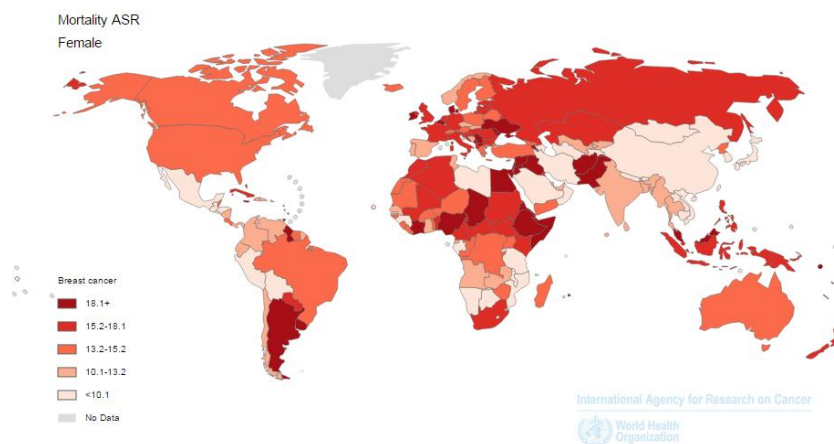 Mortality ASR
Female
Breast cancer
18.1+
15.2-18.1
13.2-15.2
10.1-13.2
<10.1
No Data
International Agency for Research on Cancer
World Health
Organization